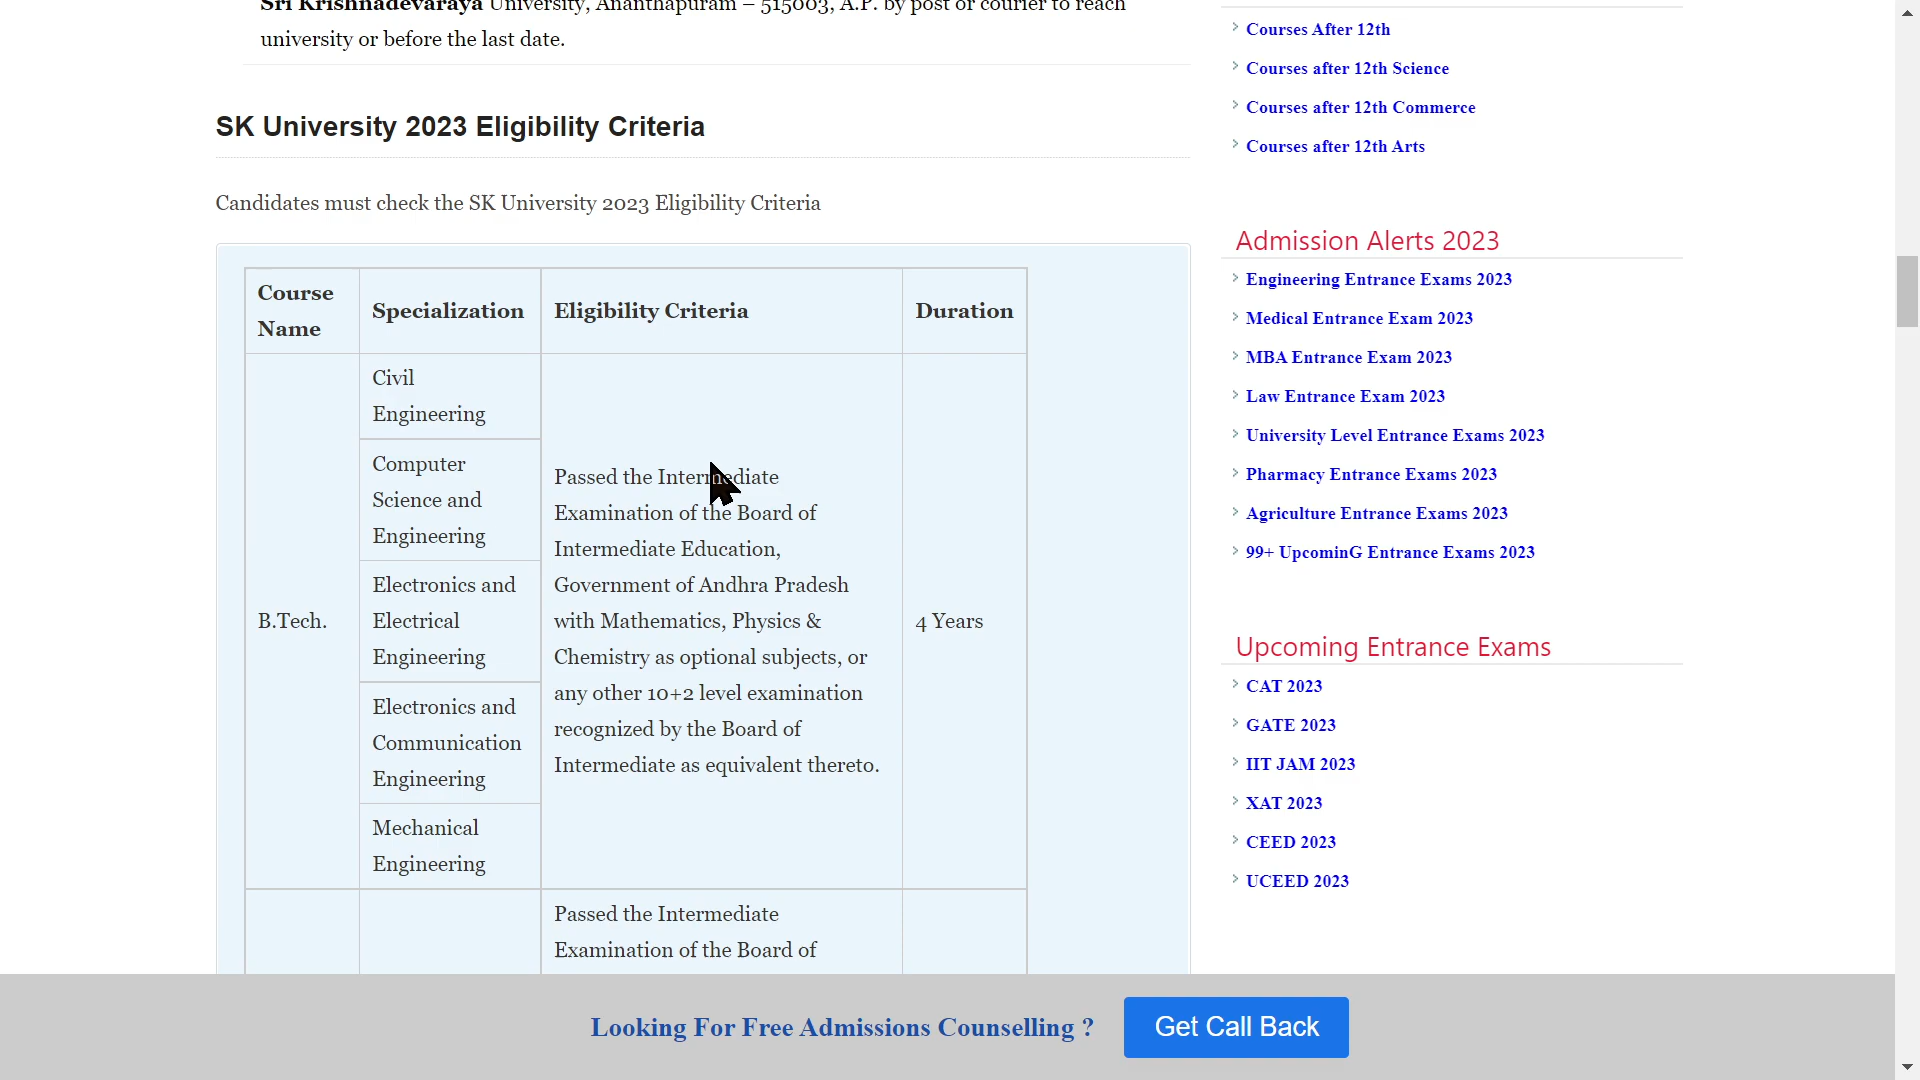 Sri Krishnadevaraya University, Ananthapuram – 515003, A.P. by post or courier to reach
university or before the last date.
SK University 2023 Eligibility Criteria
Candidates must check the SK University 2023 Eligibility Criteria
Course
Name
Specialization
Eligibility Criteria
Duration
B.Tech.
Civil
Engineering
Computer
Science and
Engineering
Electronics and
Electrical
Engineering
Electronics and
Communication
Engineering
Mechanical
Engineering
Passed the Intermediate
Examination of the Board of
Intermediate Education,
Government of Andhra Pradesh
with Mathematics, Physics &
Chemistry as optional subjects, or
any other 10+2 level examination
recognized by the Board of
Intermediate as equivalent thereto.
4 Years
Passed the Intermediate
Examination of the Board of
Courses After 12th
Courses after 12th Science
Courses after 12th Commerce
Courses after 12th Arts
Admission Alerts 2023
Engineering Entrance Exams 2023
Medical Entrance Exam 2023
MBA Entrance Exam 2023
Law Entrance Exam 2023
University Level Entrance Exams 2023
Pharmacy Entrance Exams 2023
Agriculture Entrance Exams 2023
99+ UpcominG Entrance Exams 2023
Upcoming Entrance Exams
CAT 2023
GATE 2023
IIT JAM 2023
XAT 2023
CEED 2023
UCEED 2023
Looking For Free Admissions Counselling ?
Get Call Back